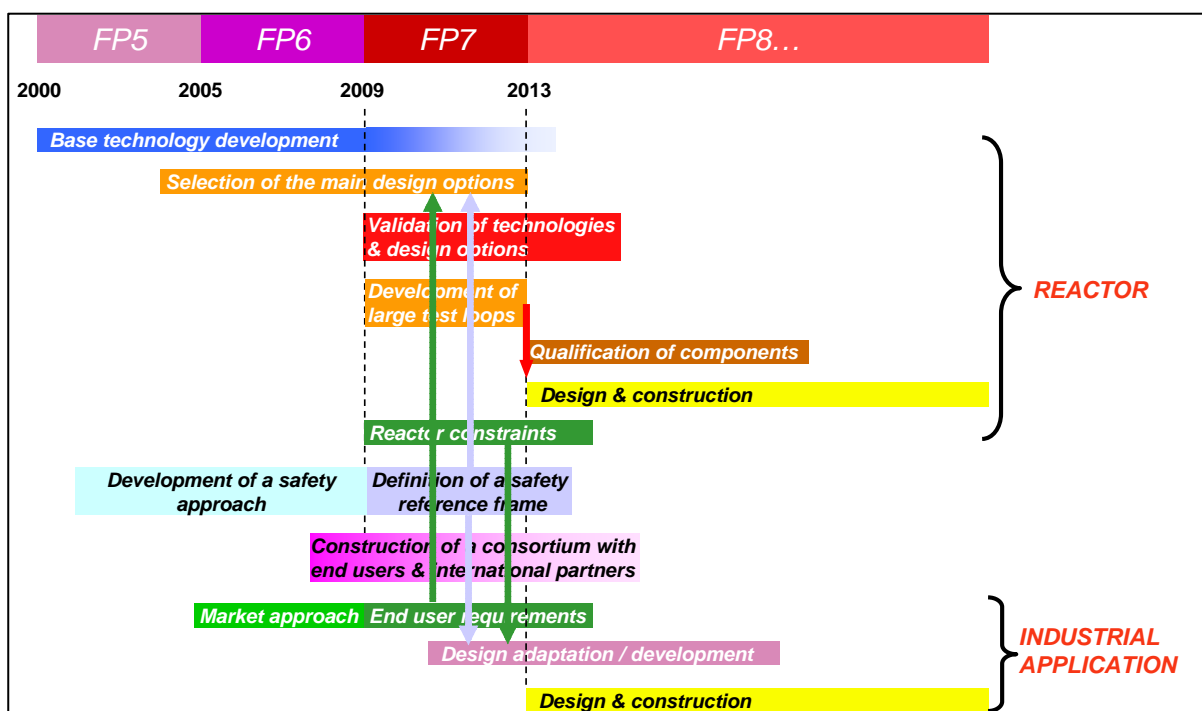 FP5 FP6 FP7 FP8...
2000 2005 2009 2013
Base technology development
Selection of the main design options
Validation of technologies
& design options
Development of
large test loops
REACTOR
Qualification of components
Design & construction
Reactor constraints
Development of a safety
approach
Definition of a safety
reference frame
Construction of a consortium with
end users & international partners
Market approach
End user requirements
INDUSTRIAL
APPLICATION
Design adaptation / development
Design & construction